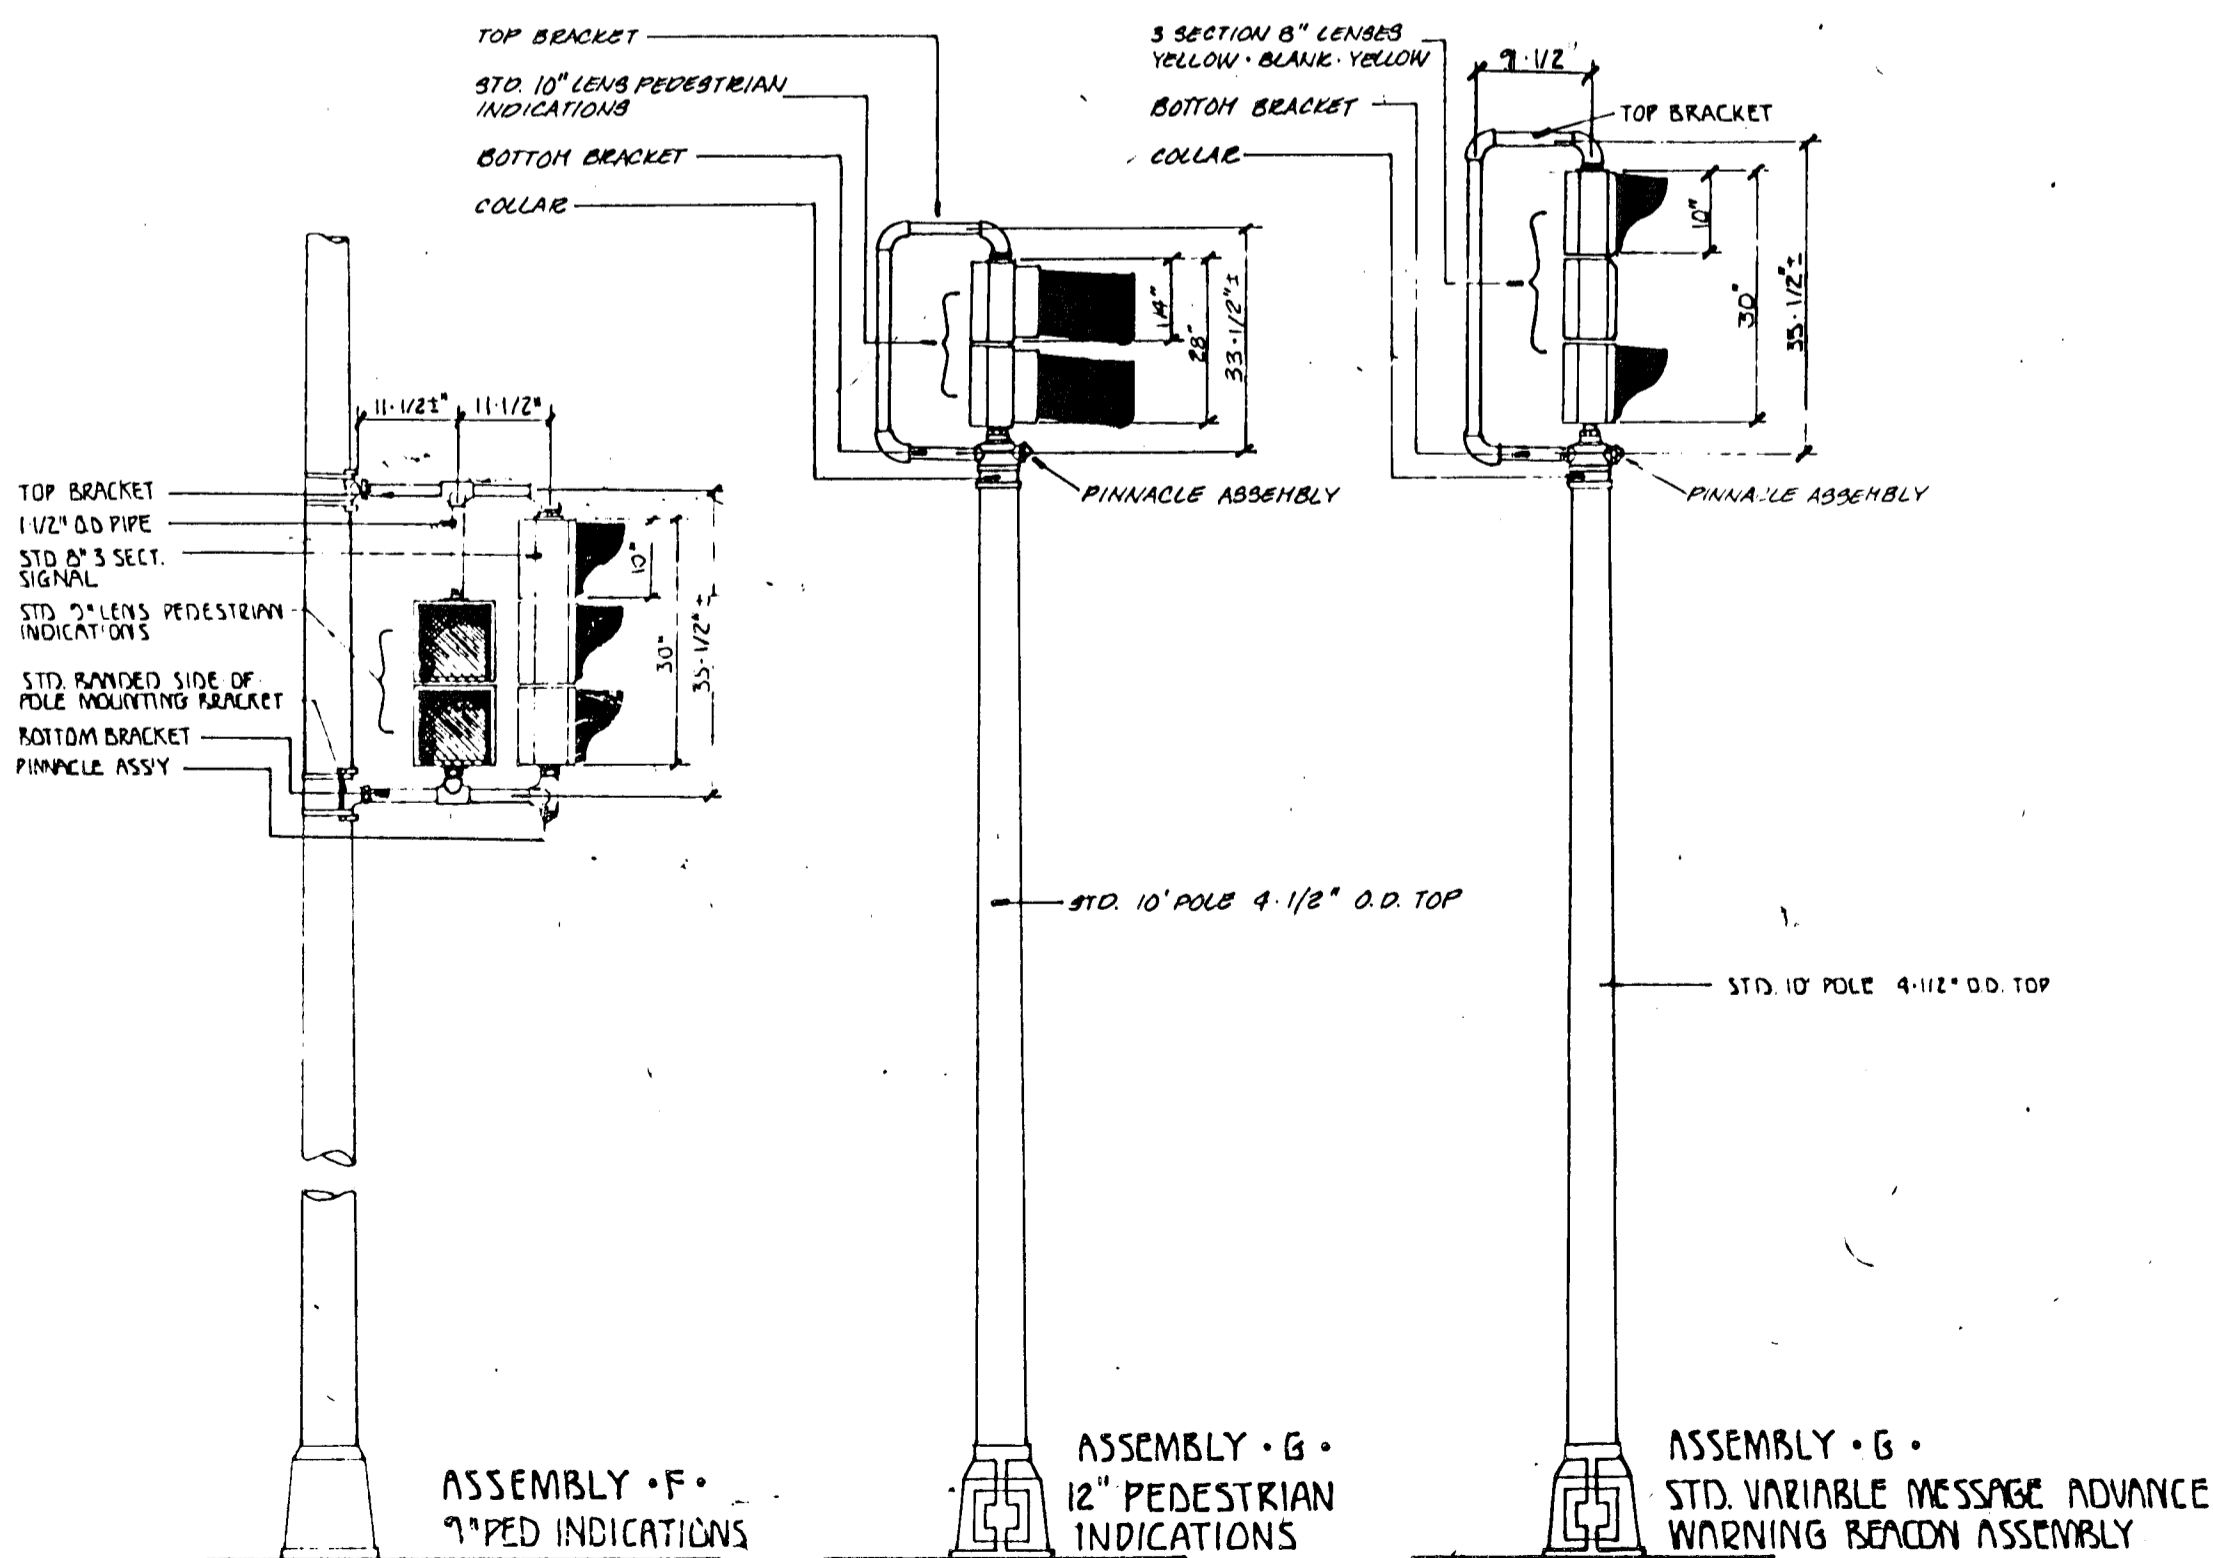 TOP BRACKET
STD. 10" LENS PEDESTRIAN
INDICATIONS
BOTTOM BRACKET
COLLAR
3 SECTION 8" LENSES
YELLOW · BLANK · YELLOW
BOTTOM BRACKET
COLLAR
9·1/2"
TOP BRACKET
10"
30"
35·1/2"±
14"
28"
33·1/2"±
PINNACLE ASSEMBLY
PINNACLE ASSEMBLY
11·1/2±"
11·1/2"
TOP BRACKET
1·1/2" O.D PIPE
STD 8" 3 SECT.
SIGNAL
STD. 9" LENS PEDESTRIAN
INDICATIONS
STD. BANDED SIDE OF
POLE MOUNTING BRACKET
BOTTOM BRACKET
PINNACLE ASS'Y
10"
30"
35·1/2"±
STD. 10' POLE 4·1/2" O.D. TOP
STD. 10' POLE 4·1/2" O.D. TOP
ASSEMBLY · F ·
9" PED INDICATIONS
ASSEMBLY · G ·
12" PEDESTRIAN
INDICATIONS
ASSEMBLY · G ·
STD. VARIABLE MESSAGE ADVANCE
WARNING BEACON ASSEMBLY